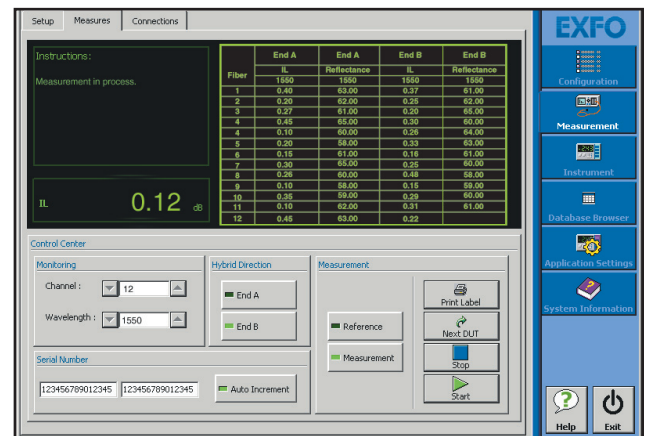 Setup Measures Connections
EXFO
Instructions:
Measurement in process.
End A End A End B End B
Fiber IL Reflectance IL Reflectance
1550 1550 1550 1550
1 0.40 63.00 0.37 61.00
2 0.20 62.00 0.25 62.00
3 0.27 61.00 0.20 65.00
4 0.45 65.00 0.30 60.00
4 0.10 60.00 0.26 64.00
5 0.20 58.00 0.33 63.00
6 0.15 61.00 0.16 61.00
7 0.30 65.00 0.25 60.00
8 0.26 60.00 0.48 58.00
9 0.10 58.00 0.15 59.00
10 0.35 59.00 0.29 60.00
11 0.10 62.00 0.31 61.00
12 0.45 63.00 0.22
IL 0.12 dB
Control Center
Monitoring
Channel : 12
Wavelength : 1550
Hybrid Direction
End A
End B
Measurement
Reference
Measurement
Print Label
Next DUT
Stop
Start
Serial Number
123456789012345 123456789012345 Auto Increment
Configuration
Measurement
Instrument
Database Browser
Application Settings
System Information
Help Exit